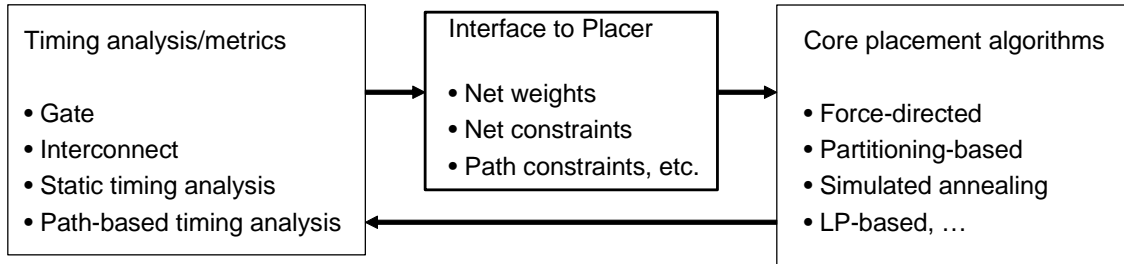 Timing analysis/metrics
• Gate
• Interconnect
• Static timing analysis
• Path-based timing analysis
Interface to Placer
• Net weights
• Net constraints
• Path constraints, etc.
Core placement algorithms
• Force-directed
• Partitioning-based
• Simulated annealing
• LP-based, …